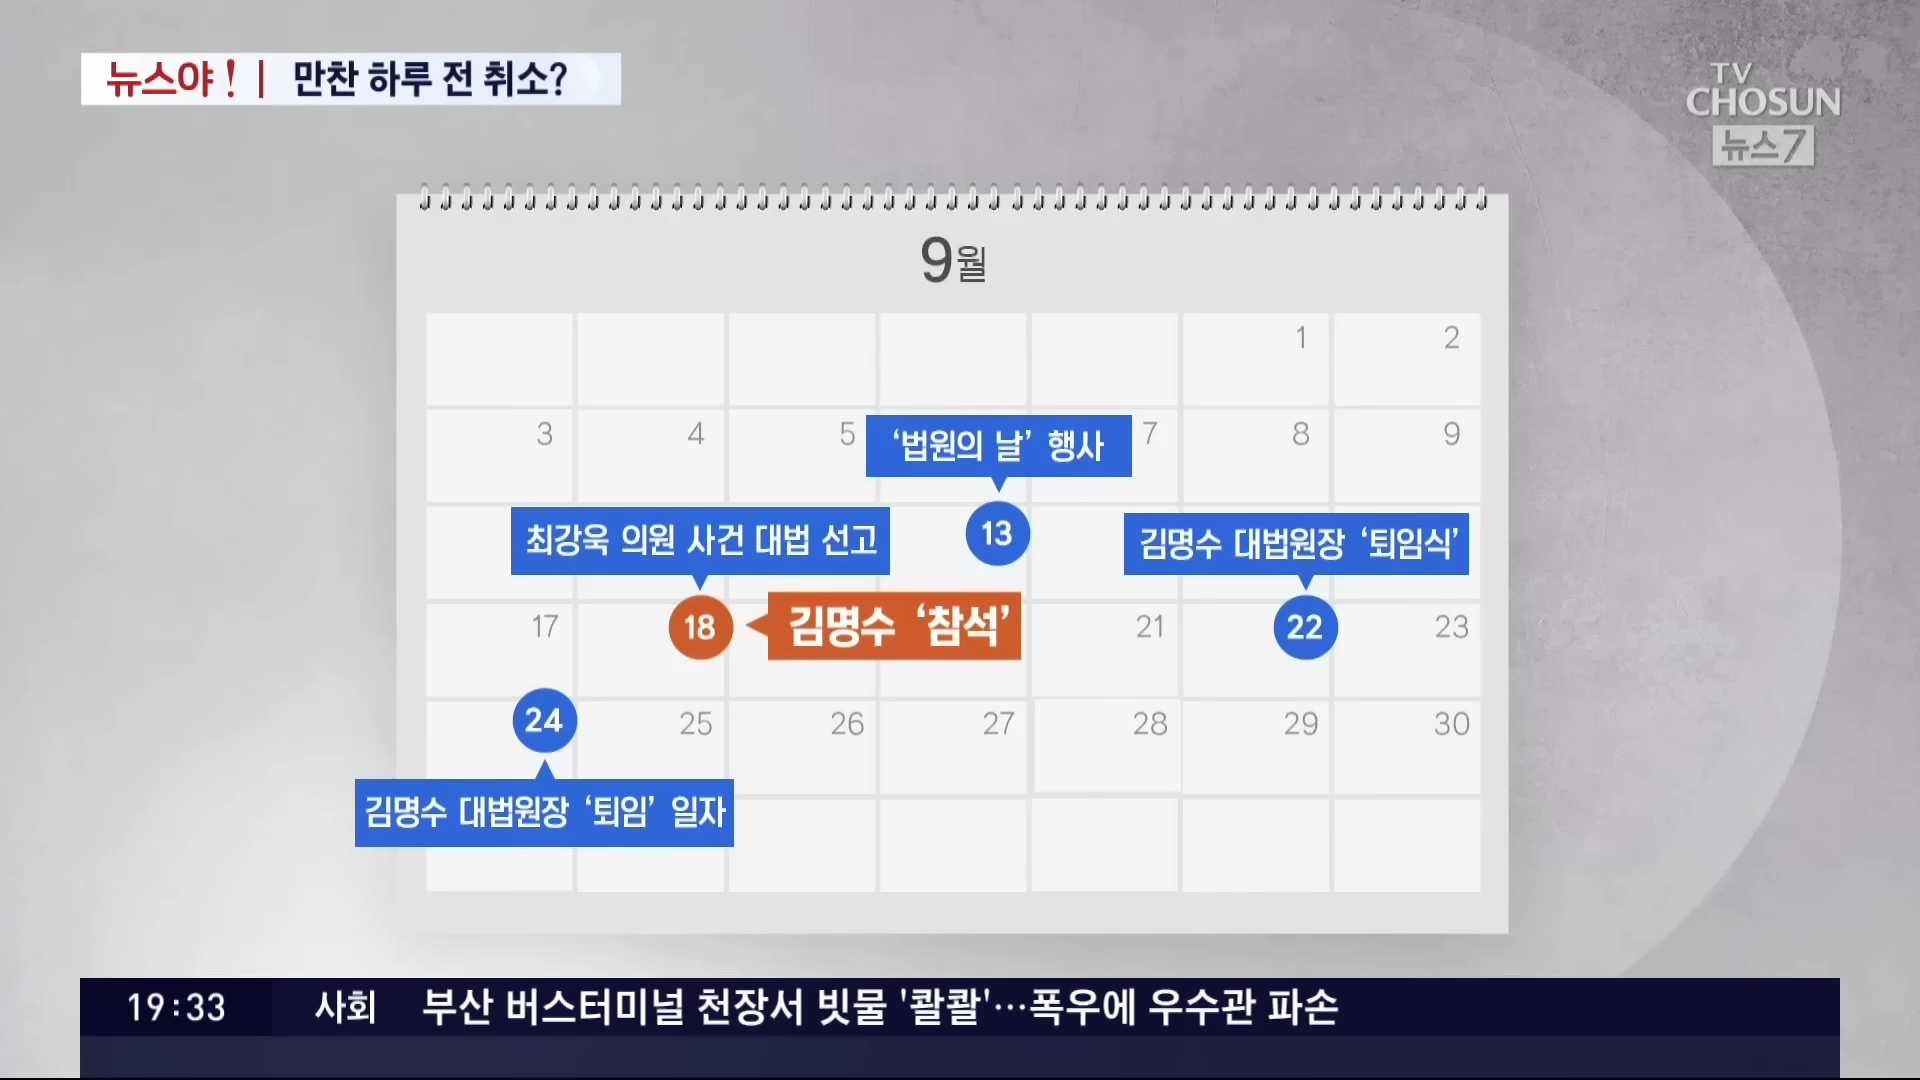 뉴스야! | 만찬 하루 전 취소?
TV
CHOSUN
뉴스7
9월
1 2
3 4 5 7 8 9
'법원의 날' 행사
13
최강욱 의원 사건 대법 선고
김명수 대법원장 '퇴임식'
17 18 21 22 23
김명수 '참석'
24 25 26 27 28 29 30
김명수 대법원장 '퇴임' 일자
19:33 사회 부산 버스터미널 천장서 빗물 '콸콸'…폭우에 우수관 파손